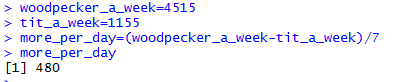 > woodpecker_a_week=4515
> tit_a_week=1155
> more_per_day=(woodpecker_a_week-tit_a_week)/7
> more_per_day
[1] 480